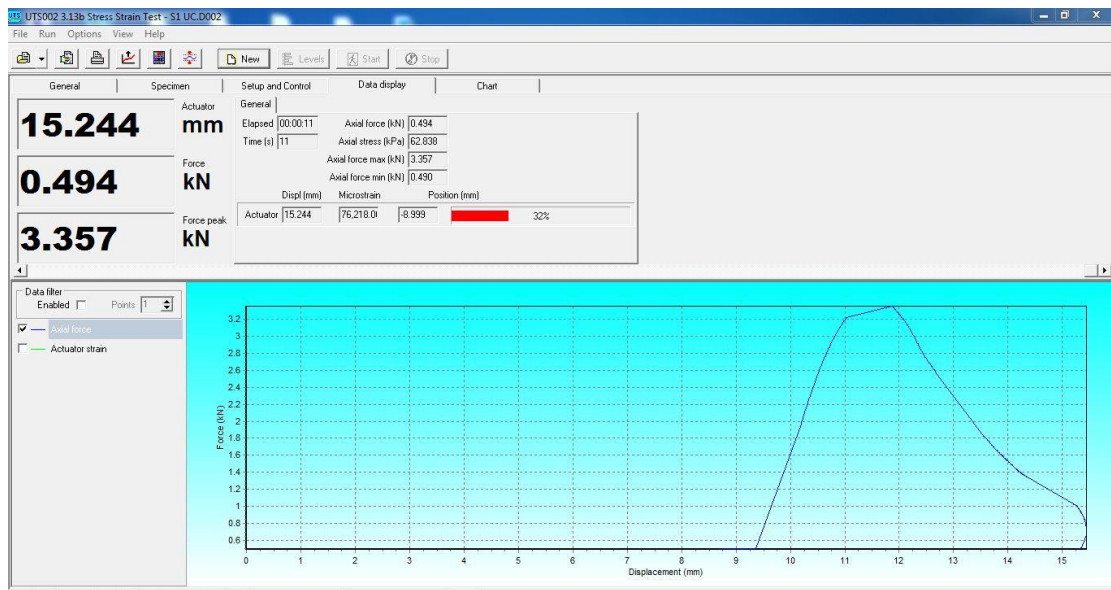 UTS UTS002 3.13b Stress Strain Test - S1 UC.D002
File Run Options View Help
New Levels Start Stop
General Specimen Setup and Control Data display Chart
15.244 Actuator mm
0.494 Force kN
3.357 Force peak kN
General
Elapsed 00:00:11 Axial force (kN) 0.494
Time (s) 11 Axial stress (kPa) 62.838
Axial force max (kN) 3.357
Axial force min (kN) 0.490
Displ (mm) Microstrain Position (mm)
Actuator 15.244 76,218.0 -8.999 32%
Data filter
Enabled Points 1
Axial force
Actuator strain
Force (kN)
3.2
3
2.8
2.6
2.4
2.2
2
1.8
1.6
1.4
1.2
1
0.8
0.6
0 1 2 3 4 5 6 7 8 9 10 11 12 13 14 15
Displacement (mm)